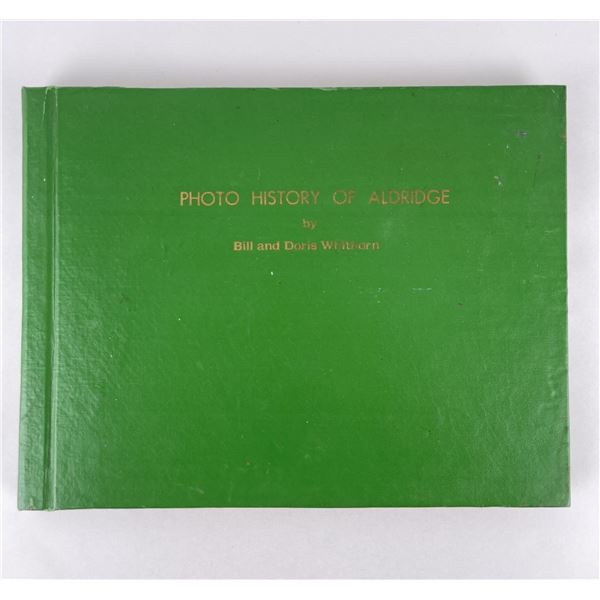 PHOTO HISTORY OF ALDRIDGE
by
Bill and Doris Whithorn